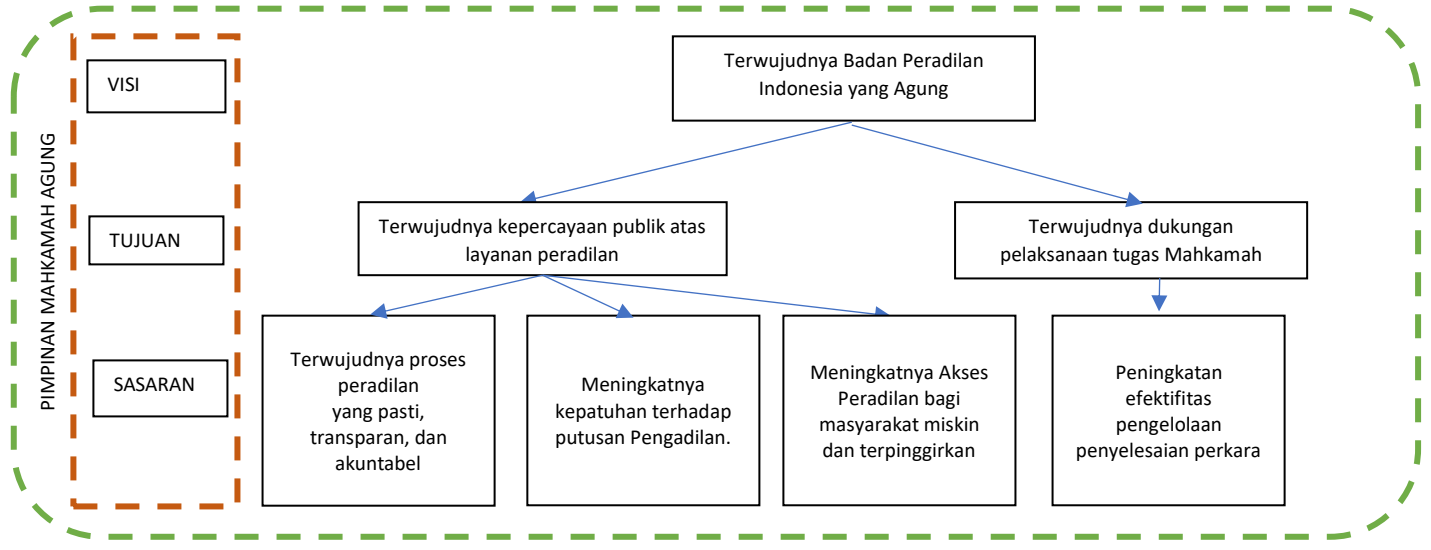 PIMPINAN MAHKAMAH AGUNG
VISI
Terwujudnya Badan Peradilan
Indonesia yang Agung
TUJUAN
Terwujudnya kepercayaan publik atas
layanan peradilan
Terwujudnya dukungan
pelaksanaan tugas Mahkamah
SASARAN
Terwujudnya proses
peradilan
yang pasti,
transparan, dan
akuntabel
Meningkatnya
kepatuhan terhadap
putusan Pengadilan.
Meningkatnya Akses
Peradilan bagi
masyarakat miskin
dan terpinggirkan
Peningkatan
efektifitas
pengelolaan
penyelesaian perkara